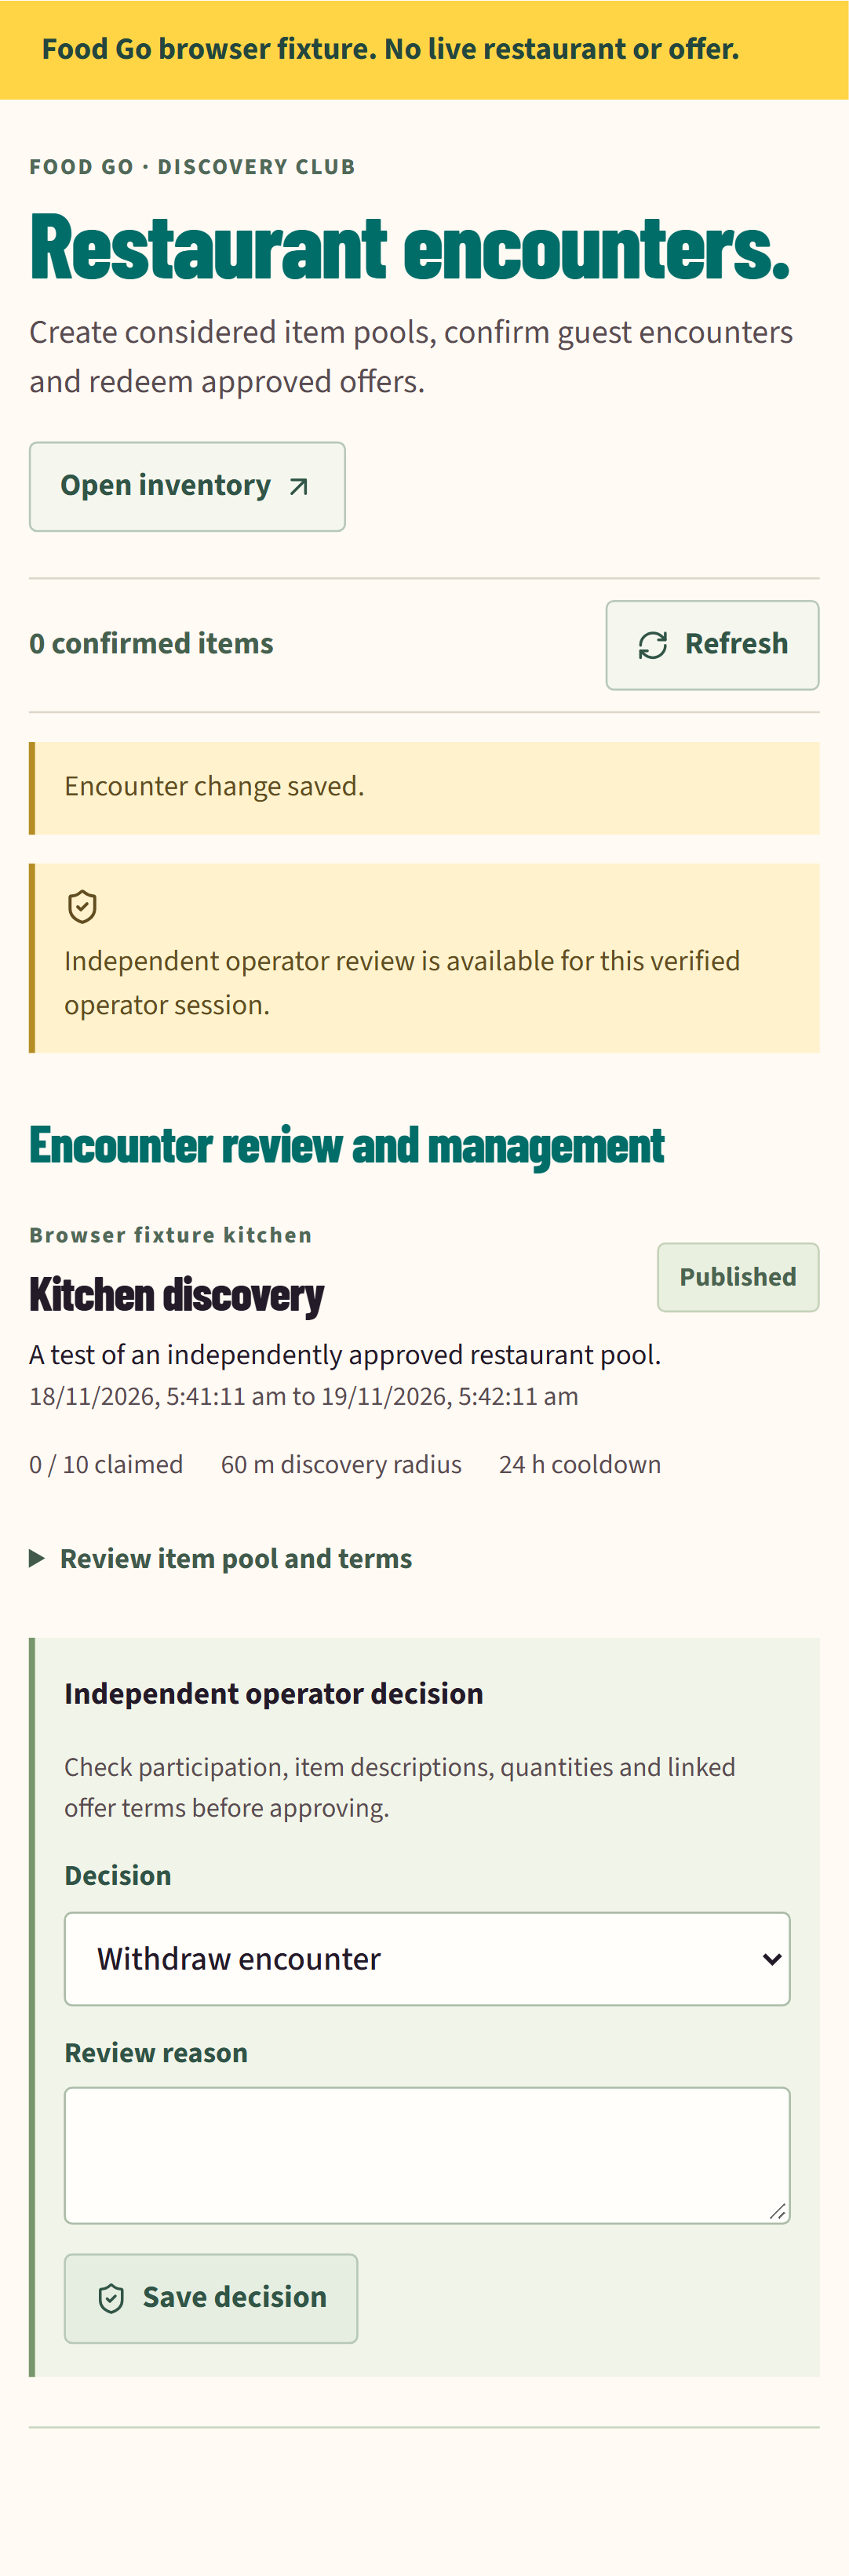 Food Go browser fixture. No live restaurant or offer.
FOOD GO · DISCOVERY CLUB
Restaurant encounters.
Create considered item pools, confirm guest encounters
and redeem approved offers.
Open inventory
0 confirmed items
Refresh
Encounter change saved.
Independent operator review is available for this verified
operator session.
Encounter review and management
Browser fixture kitchen
Kitchen discovery
Published
A test of an independently approved restaurant pool.
18/11/2026, 5:41:11 am to 19/11/2026, 5:42:11 am
0 / 10 claimed 60 m discovery radius 24 h cooldown
Review item pool and terms
Independent operator decision
Check participation, item descriptions, quantities and linked
offer terms before approving.
Decision
Withdraw encounter
Review reason
Save decision